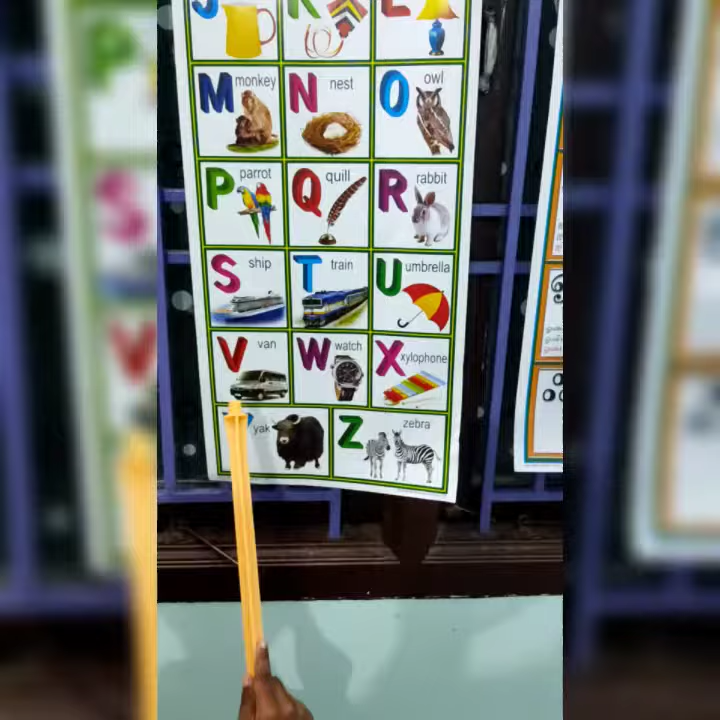 J K L
M monkey N nest O owl
P parrot Q quill R rabbit
S ship T train U umbrella
V van W watch X xylophone
yak Z zebra